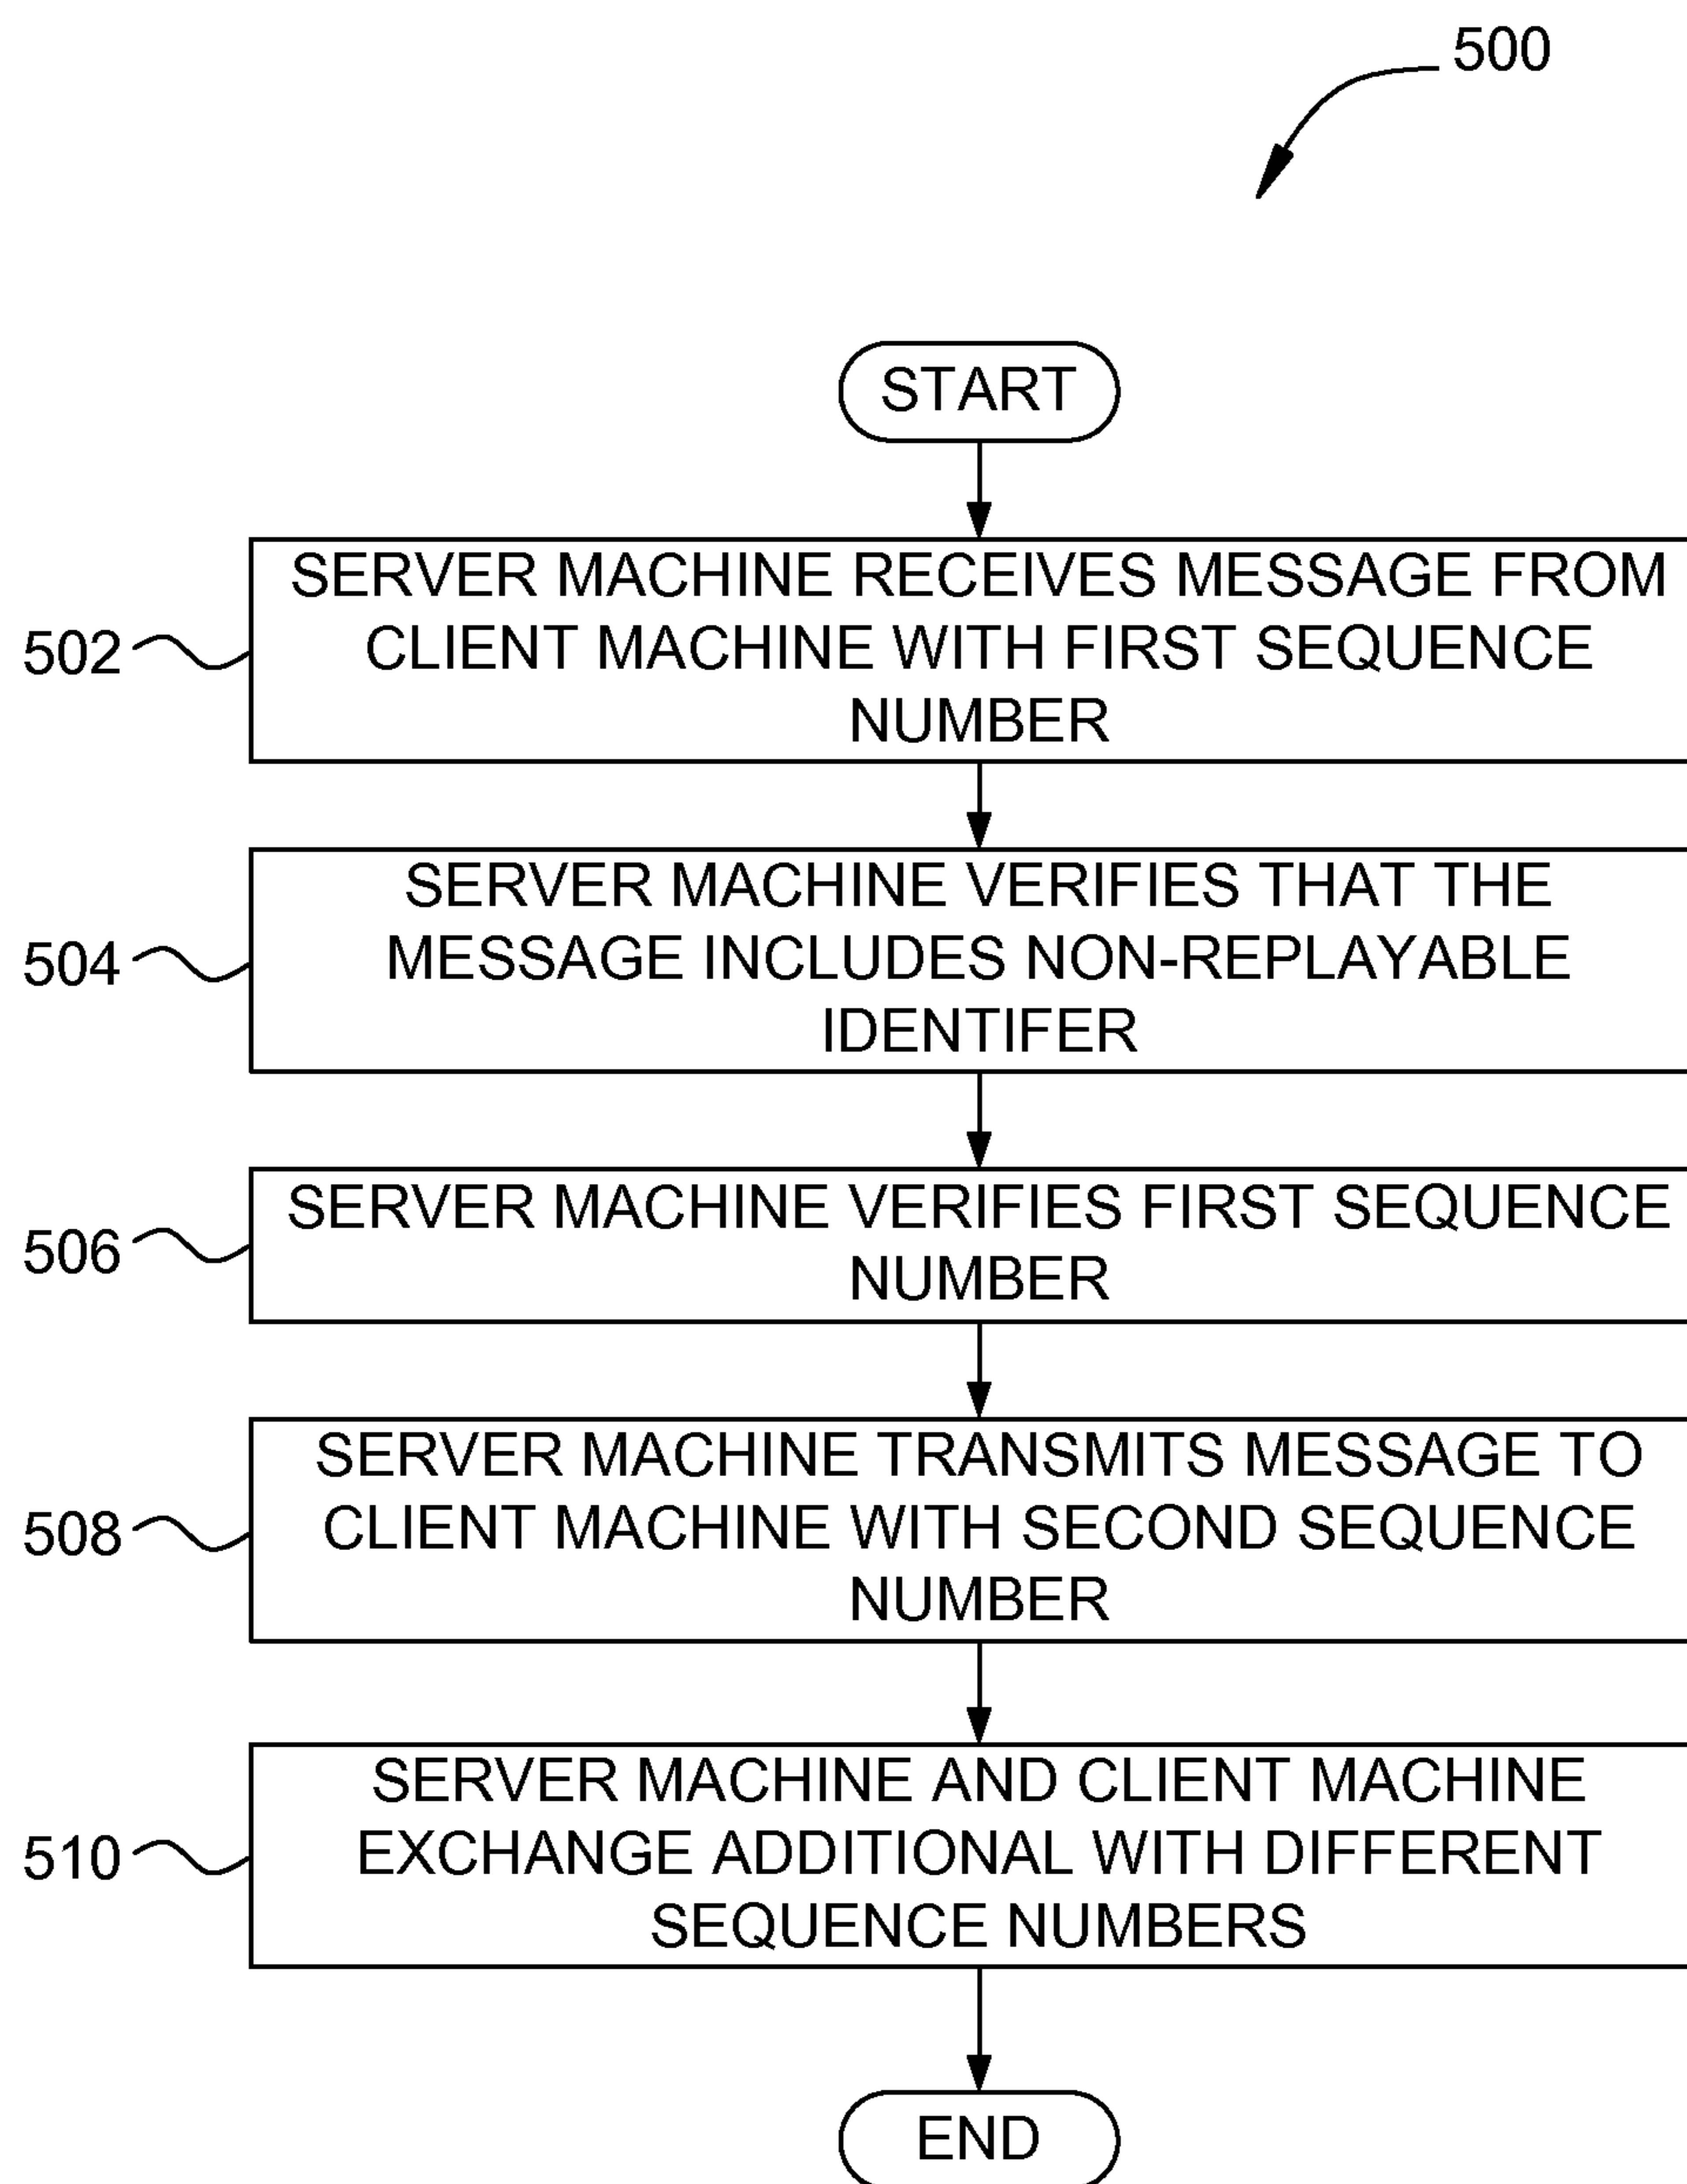 500
START
SERVER MACHINE RECEIVES MESSAGE FROM
CLIENT MACHINE WITH FIRST SEQUENCE
NUMBER
502
SERVER MACHINE VERIFIES THAT THE
MESSAGE INCLUDES NON-REPLAYABLE
IDENTIFER
504
SERVER MACHINE VERIFIES FIRST SEQUENCE
NUMBER
506
SERVER MACHINE TRANSMITS MESSAGE TO
CLIENT MACHINE WITH SECOND SEQUENCE
NUMBER
508
SERVER MACHINE AND CLIENT MACHINE
EXCHANGE ADDITIONAL WITH DIFFERENT
SEQUENCE NUMBERS
510
END